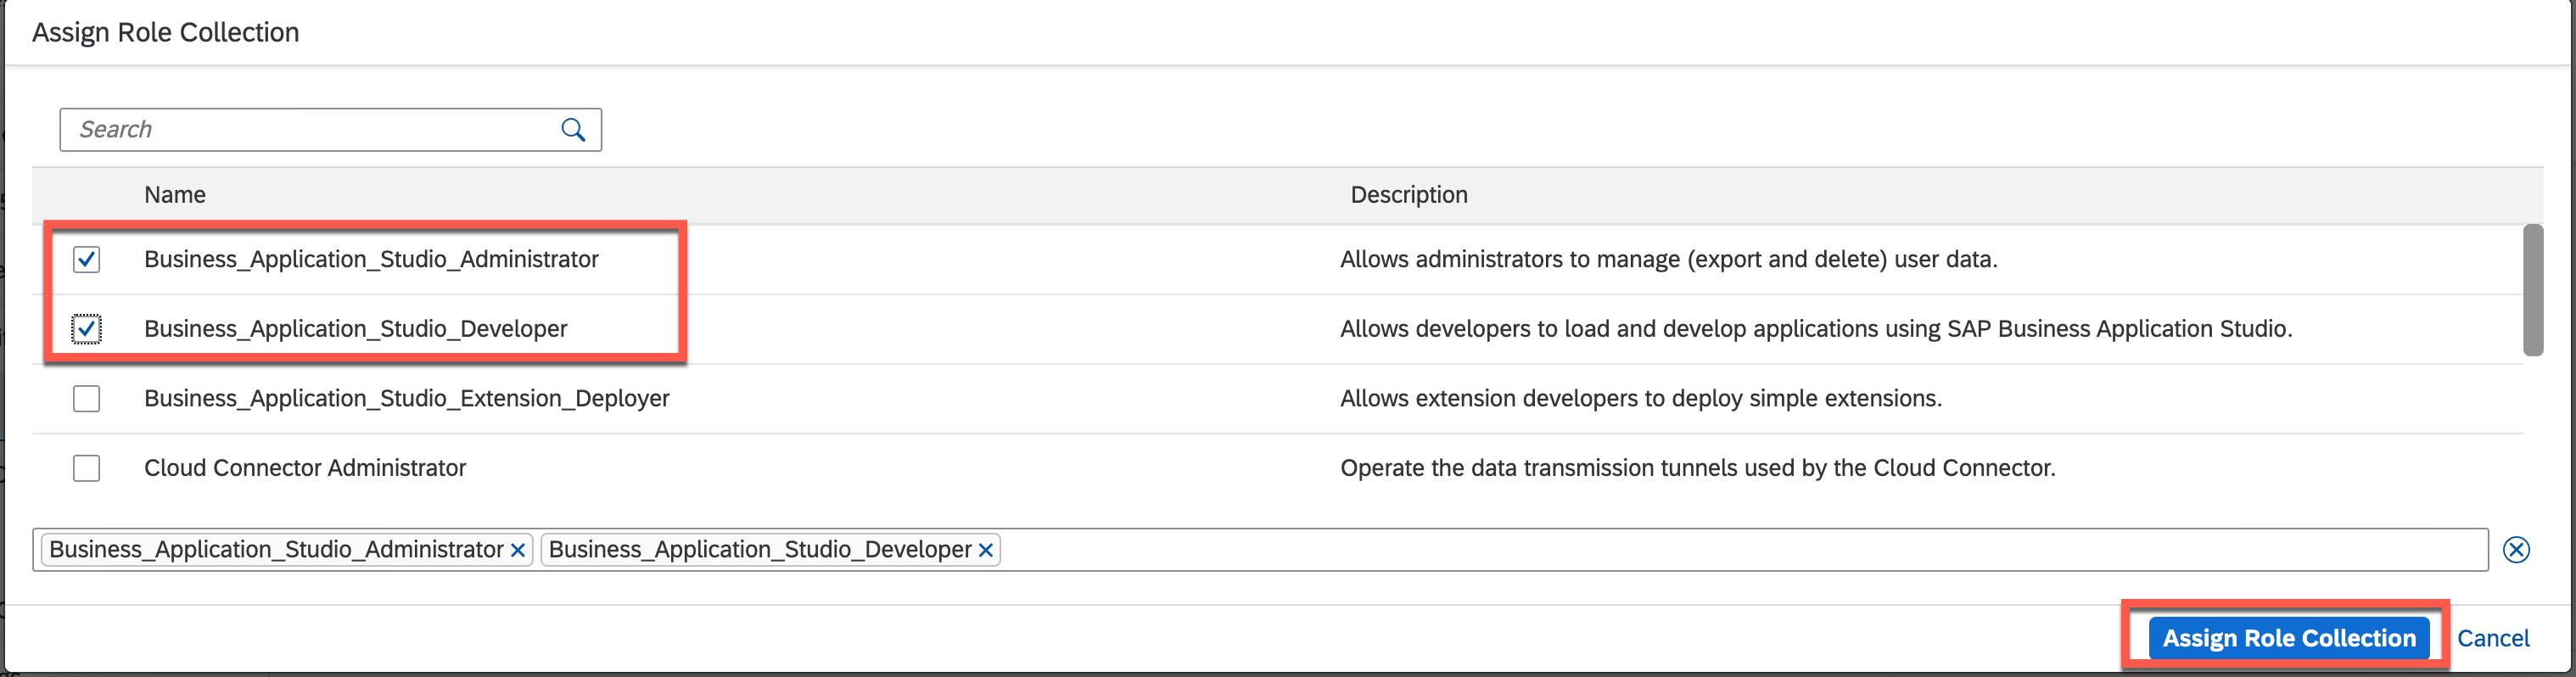 Assign Role Collection
Search
Name Description
Business_Application_Studio_Administrator Allows administrators to manage (export and delete) user data.
Business_Application_Studio_Developer Allows developers to load and develop applications using SAP Business Application Studio.
Business_Application_Studio_Extension_Deployer Allows extension developers to deploy simple extensions.
Cloud Connector Administrator Operate the data transmission tunnels used by the Cloud Connector.
Business_Application_Studio_Administrator Business_Application_Studio_Developer
Assign Role Collection Cancel